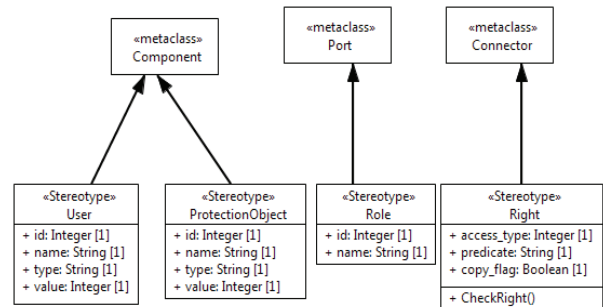 «metaclass»
Component
«metaclass»
Port
«metaclass»
Connector
«Stereotype»
User
+ id: Integer [1]
+ name: String [1]
+ type: String [1]
+ value: Integer [1]
«Stereotype»
ProtectionObject
+ id: Integer [1]
+ name: String [1]
+ type: String [1]
+ value: Integer [1]
«Stereotype»
Role
+ id: Integer [1]
+ name: String [1]
«Stereotype»
Right
+ access_type: Integer [1]
+ predicate: String [1]
+ copy_flag: Boolean [1]
+ CheckRight()